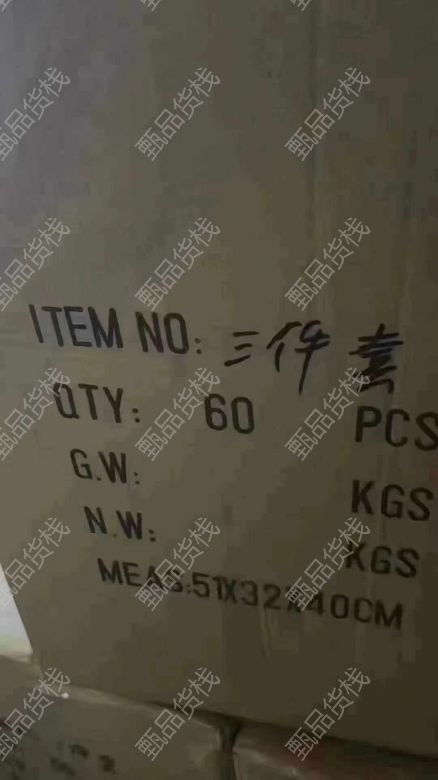 ITEM NO: 三件套
QTY: 60 PCS
G.W: KGS
N.W: KGS
MEAS:51X32X40CM
甄品货栈